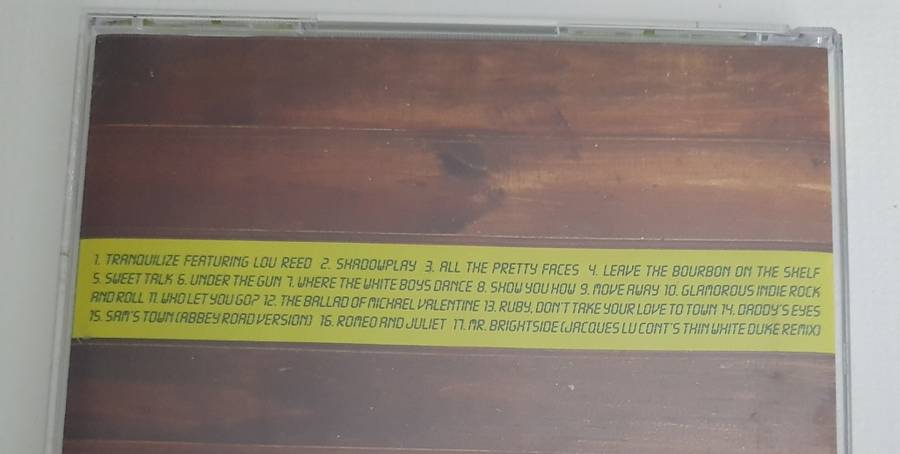 1. TRANQUILIZE FEATURING LOU REED 2. SHADOWPLAY 3. ALL THE PRETTY FACES 4. LEAVE THE BOURBON ON THE SHELF
5. SWEET TALK 6. UNDER THE GUN 7. WHERE THE WHITE BOYS DANCE 8. SHOW YOU HOW 9. MOVE AWAY 10. GLAMOROUS INDIE ROCK
AND ROLL 11. WHO LET YOU GO? 12. THE BALLAD OF MICHAEL VALENTINE 13. RUBY, DON'T TAKE YOUR LOVE TO TOWN 14. DADDY'S EYES
15. SAM'S TOWN (ABBEY ROAD VERSION) 16. ROMEO AND JULIET 17. MR. BRIGHTSIDE (JACQUES LU CONT'S THIN WHITE DUKE REMIX)